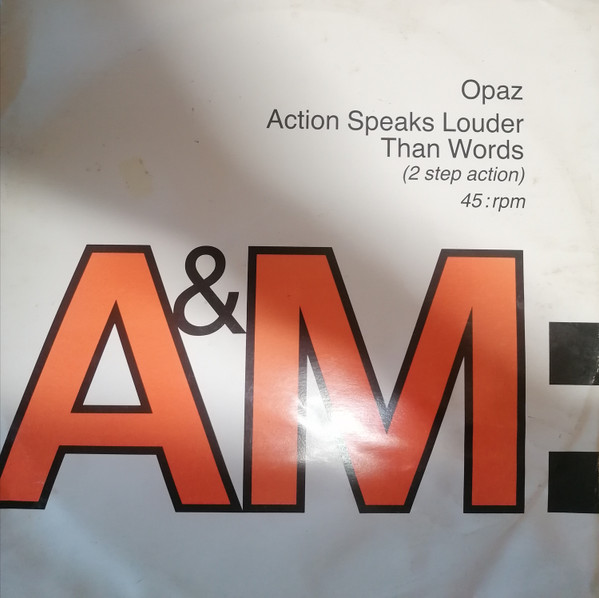 Opaz
Action Speaks Louder
Than Words
(2 step action)
45:rpm
A&M: